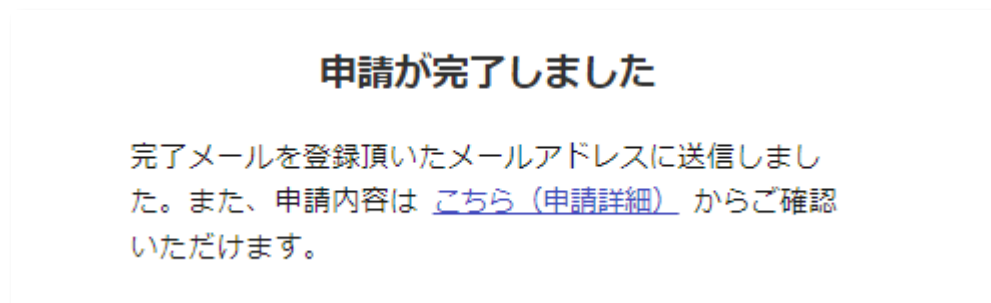 申請が完了しました
完了メールを登録頂いたメールアドレスに送信しまし
た。また、申請内容は こちら（申請詳細） からご確認
いただけます。